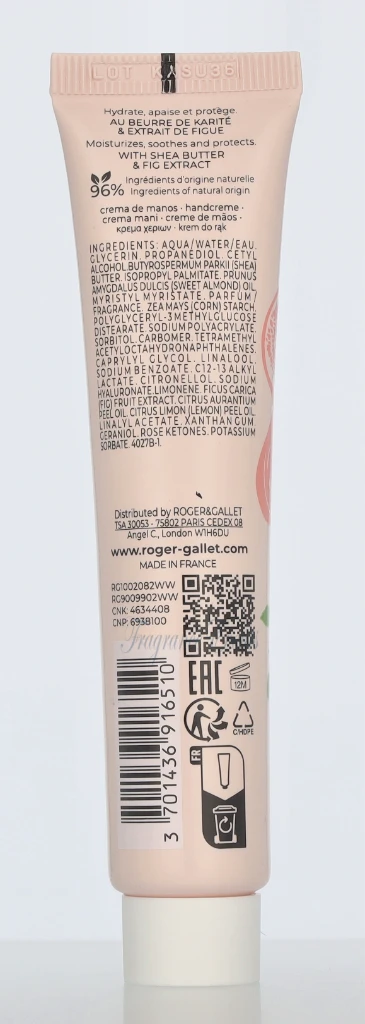 LOT K
Hydrate, apaise et protège.
AU BEURRE DE KARITÉ
& EXTRAIT DE FIGUE
Moisturizes, soothes and protects.
WITH SHEA BUTTER
& FIG EXTRACT
96% Ingrédients d'origine naturelle
Ingredients of natural origin
crema de manos · handcreme ·
crema mani · creme de mãos ·
κρεμα χεριων · krem do rąk
INGREDIENTS: AQUA/WATER/EAU.
GLYCERIN. PROPANEDIOL. CETYL
ALCOHOL. BUTYROSPERMUM PARKII (SHEA)
BUTTER. ISOPROPYL PALMITATE. PRUNUS
AMYGDALUS DULCIS (SWEET ALMOND) OIL.
MYRISTYL MYRISTATE. PARFUM/
FRAGRANCE. ZEA MAYS (CORN) STARCH.
POLYGLYCERYL-3 METHYLGLUCOSE
DISTEARATE. SODIUM POLYACRYLATE.
SORBITOL. CARBOMER. TETRAMETHYL
ACETYLOCTAHYDRONAPHTHALENES.
CAPRYLYL GLYCOL. LINALOOL.
SODIUM BENZOATE. C12-13 ALKYL
LACTATE. CITRONELLOL. SODIUM
HYALURONATE. LIMONENE. FICUS CARICA
(FIG) FRUIT EXTRACT. CITRUS AURANTIUM
PEEL OIL. CITRUS LIMON (LEMON) PEEL OIL.
LINALYL ACETATE. XANTHAN GUM.
GERANIOL. ROSE KETONES. POTASSIUM
SORBATE. 4027B-1.
Distributed by ROGER&GALLET
TSA 30053 - 75802 PARIS CEDEX 08
Angel C., London W1H6DU
www.roger-gallet.com
MADE IN FRANCE
RG1002082WW
RG9009902WW
CNK: 4634408
CNP: 6938100
EAC
12M
C/HDPE
FR
3 701436 916510